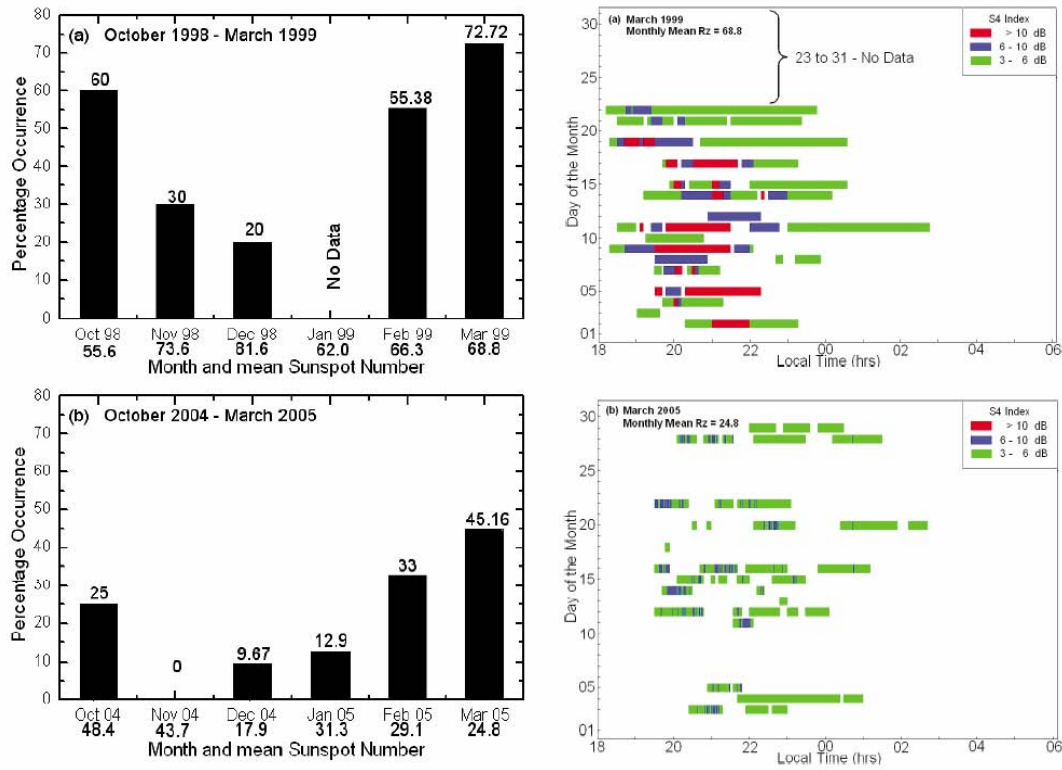 (a) October 1998 - March 1999
Percentage Occurrence
80
70
60
50
40
30
20
10
0
60
30
20
No Data
55.38
72.72
Oct 98 Nov 98 Dec 98 Jan 99 Feb 99 Mar 99
55.6 73.6 81.6 62.0 66.3 68.8
Month and mean Sunspot Number
(a) March 1999
Monthly Mean Rz = 68.8
23 to 31 - No Data
S4 Index
> 10 dB
6 - 10 dB
3 - 6 dB
Day of the Month
30
25
20
15
10
05
01
18 20 22 00 02 04 06
Local Time (hrs)
(b) October 2004 - March 2005
Percentage Occurrence
80
70
60
50
40
30
20
10
0
25
0
9.67
12.9
33
45.16
Oct 04 Nov 04 Dec 04 Jan 05 Feb 05 Mar 05
48.4 43.7 17.9 31.3 29.1 24.8
Month and mean Sunspot Number
(b) March 2005
Monthly Mean Rz = 24.8
S4 Index
> 10 dB
6 - 10 dB
3 - 6 dB
Day of the Month
30
25
20
15
10
05
01
18 20 22 00 02 04 06
Local Time (hrs)